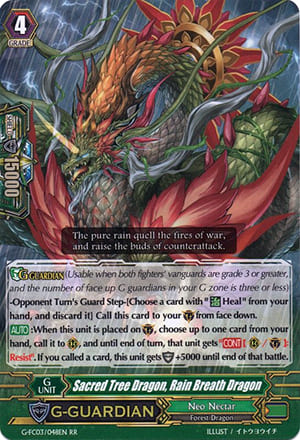 4
GRADE
SHIELD
15000
The pure rain quell the fires of war,
and raise the buds of counterattack.
G GUARDIAN (Usable when both fighters' vanguards are grade 3 or greater,
and the number of face up G guardians in your G zone is three or less)
-Opponent Turn's Guard Step-[Choose a card with " Heal" from your
hand, and discard it] Call this card to your from face down.
AUTO:When this unit is placed on , choose up to one card from your
hand, call it to , and until end of turn, that unit gets "CONT :
Resist". If you called a card, this unit gets +5000 until end of that battle.
G
UNIT
Sacred Tree Dragon, Rain Breath Dragon
G-GUARDIAN
Neo Nectar
Forest Dragon
G-FC03/048EN RR
ILLUST / イトウヨウイチ